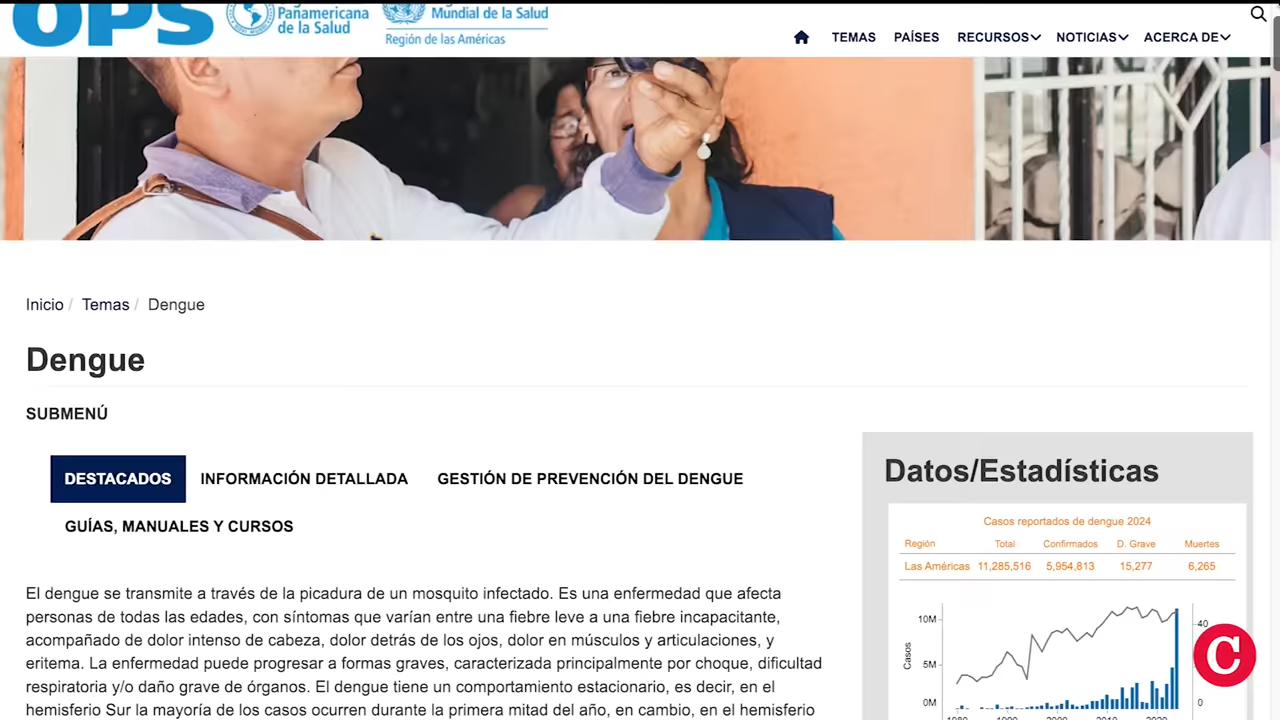 OPS
Panamericana
de la Salud
Mundial de la Salud
Región de las Américas
TEMAS PAÍSES RECURSOS NOTICIAS ACERCA DE
Inicio / Temas / Dengue
Dengue
SUBMENÚ
DESTACADOS INFORMACIÓN DETALLADA GESTIÓN DE PREVENCIÓN DEL DENGUE
GUÍAS, MANUALES Y CURSOS
El dengue se transmite a través de la picadura de un mosquito infectado. Es una enfermedad que afecta
personas de todas las edades, con síntomas que varían entre una fiebre leve a una fiebre incapacitante,
acompañado de dolor intenso de cabeza, dolor detrás de los ojos, dolor en músculos y articulaciones, y
eritema. La enfermedad puede progresar a formas graves, caracterizada principalmente por choque, dificultad
respiratoria y/o daño grave de órganos. El dengue tiene un comportamiento estacionario, es decir, en el
hemisferio Sur la mayoría de los casos ocurren durante la primera mitad del año, en cambio, en el hemisferio
Datos/Estadísticas
Casos reportados de dengue 2024
Región Total Confirmados D. Grave Muertes
Las Américas 11,285,516 5,954,813 15,277 6,265
10M
5M
0M
Casos
40
0
1980 1990 2000 2010 2020
C